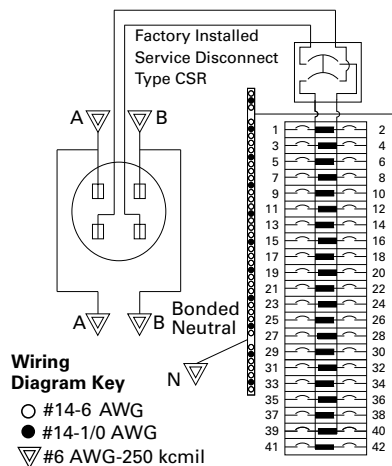 Factory Installed
Service Disconnect
Type CSR
A B
1 2
3 4
5 6
7 8
9 10
11 12
13 14
15 16
17 18
19 20
21 22
23 24
25 26
27 28
29 30
31 32
33 34
35 36
37 38
39 40
41 42
A B
Bonded
Neutral
N
Wiring
Diagram Key
#14-6 AWG
#14-1/0 AWG
#6 AWG-250 kcmil